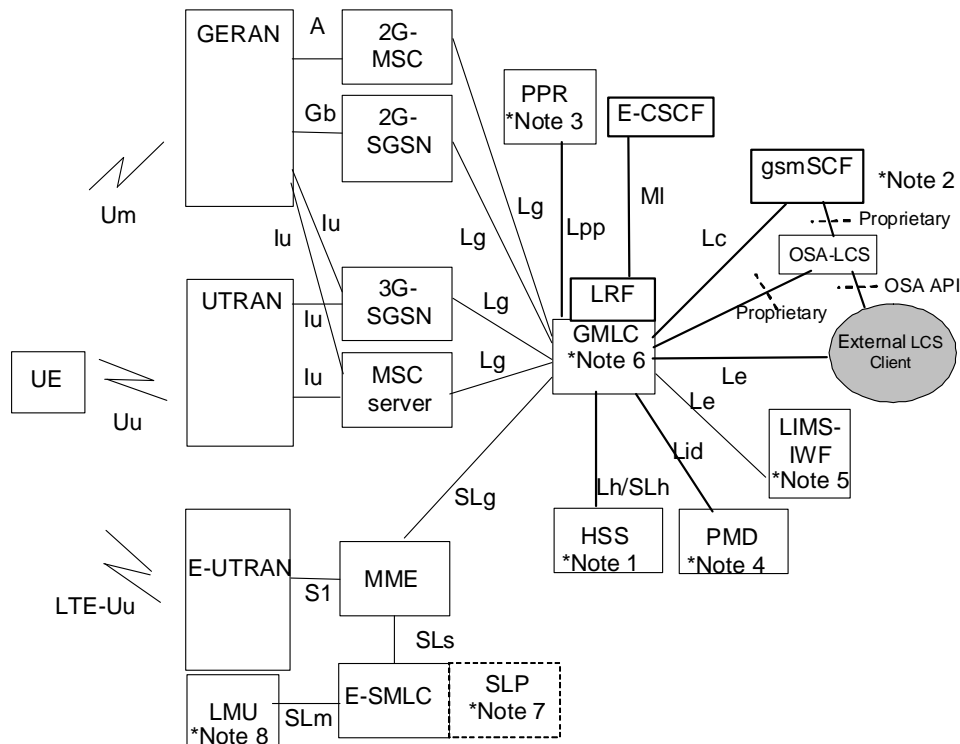 GERAN
A
2G-
MSC
Gb
2G-
SGSN
PPR
*Note 3
E-CSCF
gsmSCF
*Note 2
Um
Iu
Iu
Lg
Lg
Lpp
Ml
Lc
Proprietary
OSA-LCS
OSA API
Proprietary
UTRAN
Iu
3G-
SGSN
Lg
LRF
GMLC
*Note 6
External LCS
Client
UE
Uu
Iu
MSC
server
Lg
Le
Le
LIMS-
IWF
*Note 5
SLg
Lh/SLh
Lid
HSS
*Note 1
PMD
*Note 4
E-UTRAN
S1
MME
LTE-Uu
SLs
LMU
*Note 8
SLm
E-SMLC
SLP
*Note 7